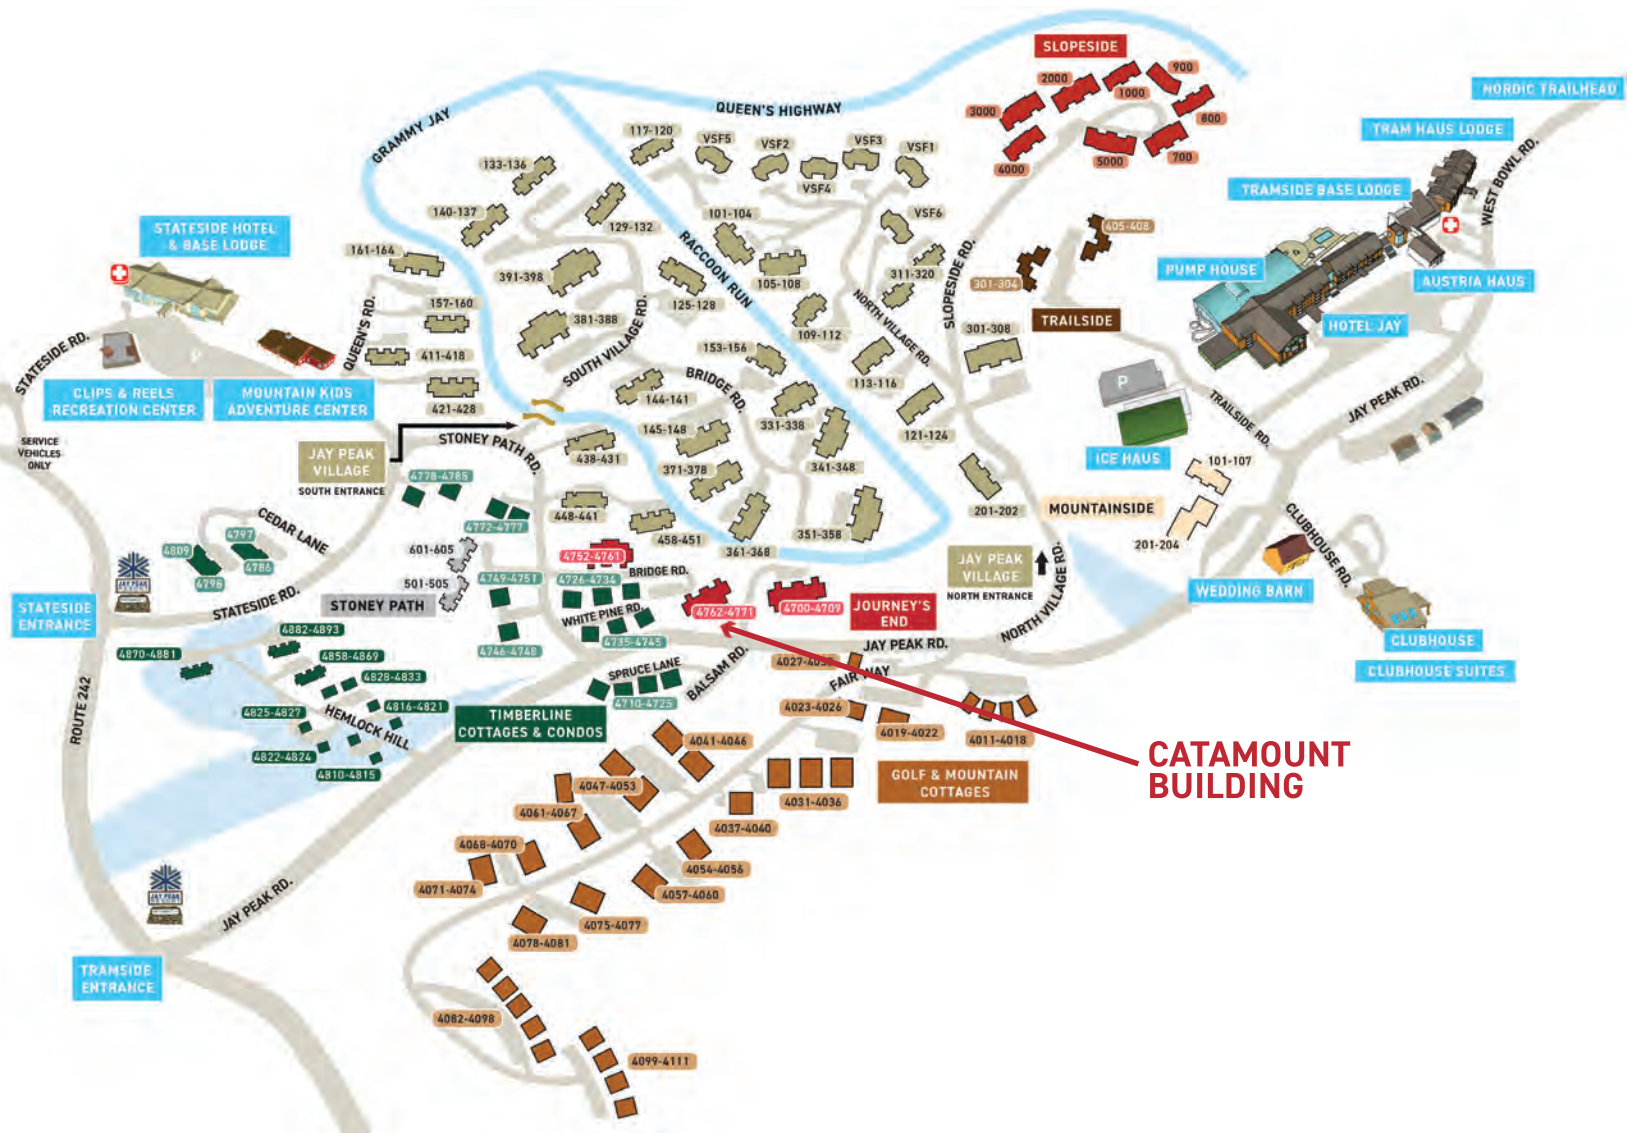 SLOPESIDE
900
2000
1000
3000
800
4000
5000
700
NORDIC TRAILHEAD
TRAM HAUS LODGE
WEST BOWL RD.
TRAMSIDE BASE LODGE
PUMP HOUSE
AUSTRIA HAUS
HOTEL JAY
QUEEN'S HIGHWAY
GRAMMY JAY
117-120
VSF5
VSF2
VSF3
VSF1
VSF4
VSF6
133-136
140-137
129-132
101-104
RACCOON RUN
STATESIDE HOTEL
& BASE LODGE
161-164
391-398
125-128
105-108
311-320
405-408
301-304
SLOPESIDE RD.
TRAILSIDE
157-160
QUEEN'S RD.
381-388
SOUTH VILLAGE RD.
109-112
NORTH VILLAGE RD.
301-308
STATESIDE RD.
411-418
153-156
113-116
P
P
CLIPS & REELS
RECREATION CENTER
MOUNTAIN KIDS
ADVENTURE CENTER
421-428
144-141
BRIDGE RD.
TRAILSIDE RD.
JAY PEAK RD.
SERVICE
VEHICLES
ONLY
STONEY PATH RD.
145-148
331-338
121-124
JAY PEAK
VILLAGE
SOUTH ENTRANCE
438-431
371-378
341-348
ICE HAUS
101-107
4778-4785
4772-4777
448-441
458-451
361-368
351-358
201-202
MOUNTAINSIDE
201-204
CLUBHOUSE RD.
CEDAR LANE
4797
4809
4786
4798
601-605
501-505
4752-4761
BRIDGE RD.
4749-4751
4726-4734
JAY PEAK
VILLAGE
NORTH ENTRANCE
NORTH VILLAGE RD.
WEDDING BARN
JAY PEAK
STATESIDE
ENTRANCE
STATESIDE RD.
STONEY PATH
WHITE PINE RD.
4762-4771
4700-4709
JOURNEY'S
END
CLUBHOUSE
CLUBHOUSE SUITES
4882-4893
4870-4881
4858-4869
4828-4833
4746-4748
4735-4745
JAY PEAK RD.
SPRUCE LANE
BALSAM RD.
FAIR WAY
4710-4725
4023-4026
4019-4022
4011-4018
ROUTE 242
4825-4827
4816-4821
HEMLOCK HILL
4822-4824
4810-4815
TIMBERLINE
COTTAGES & CONDOS
4041-4046
4047-4053
4031-4036
GOLF & MOUNTAIN
COTTAGES
CATAMOUNT
BUILDING
4061-4067
4037-4040
4068-4070
4054-4056
4071-4074
4057-4060
JAY PEAK
JAY PEAK RD.
4075-4077
4078-4081
TRAMSIDE
ENTRANCE
4082-4098
4099-4111